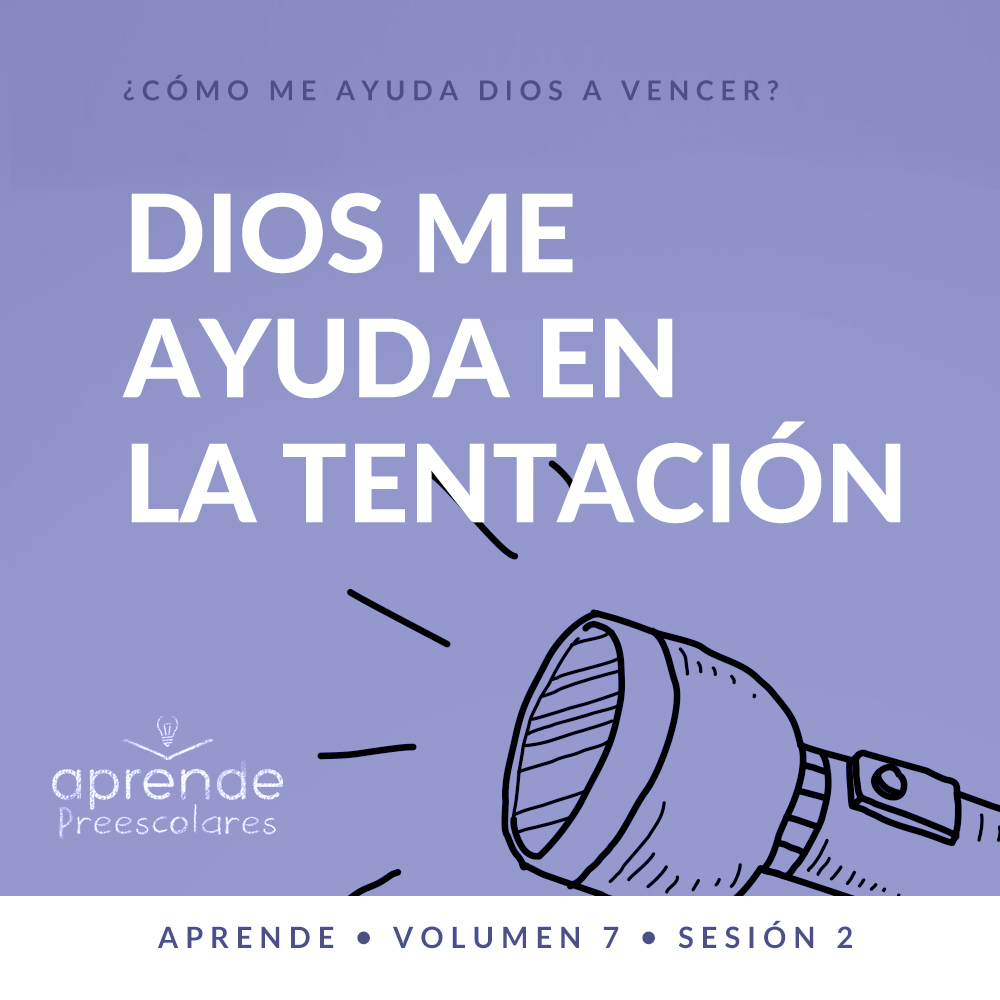 ¿CÓMO ME AYUDA DIOS A VENCER?
DIOS ME
AYUDA EN
LA TENTACIÓN
aprende
Preescolares
APRENDE • VOLUMEN 7 • SESIÓN 2